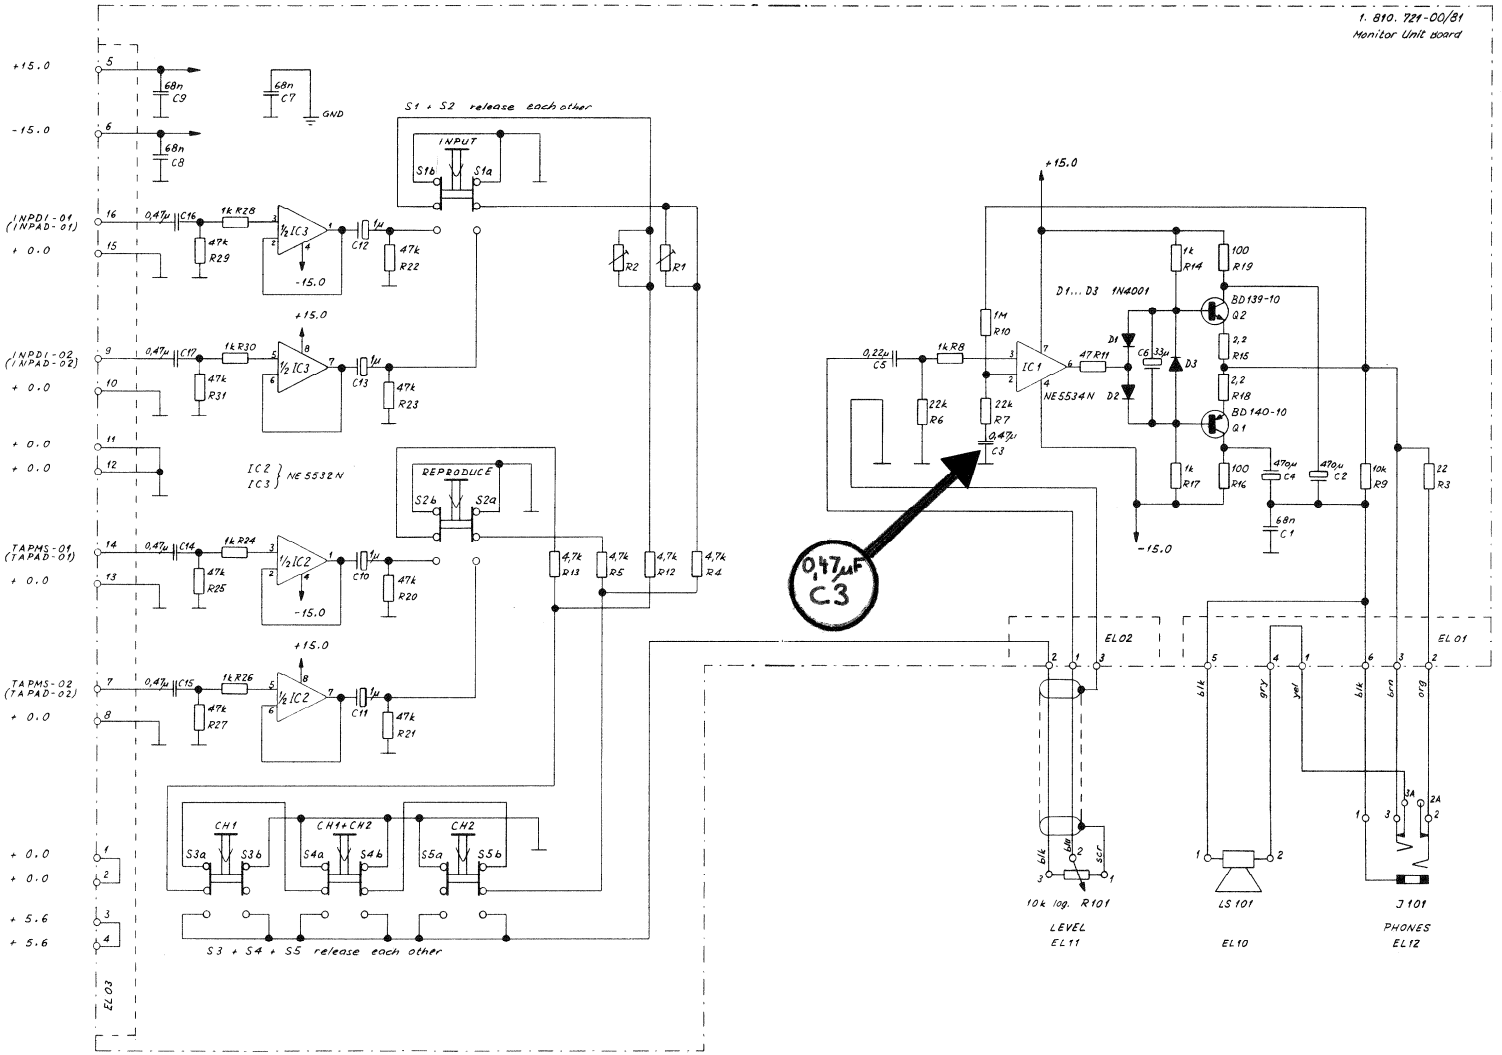 1. 810. 721-00/81
Monitor Unit Board
+15.0
5
68n
C9
68n
C7
GND
-15.0
6
68n
C8
S1 + S2 release each other
INPUT
S1b
S1a
INPDI-01
(INPAD-01)
16
0,47µ
C16
1k R28
47k
R29
3
2
½IC3
1
4
-15.0
C12
1µ
47k
R22
+ 0.0
15
R2
R1
+15.0
INPDI-02
(INPAD-02)
9
0,47µ
C17
1k R30
47k
R31
5
6
½IC3
8
7
C13
1µ
47k
R23
+ 0.0
10
+ 0.0
11
+ 0.0
12
IC2
IC3
} NE5532N
REPRODUCE
S2b
S2a
TAPMS-01
(TAPAD-01)
14
0,47µ
C14
1k R24
47k
R25
3
2
½IC2
1
4
-15.0
C10
1µ
47k
R20
+ 0.0
13
4,7k
R13
4,7k
R5
4,7k
R12
4,7k
R4
+15.0
TAPMS-02
(TAPAD-02)
7
0,47µ
C15
1k R26
47k
R27
5
6
½IC2
8
7
C11
1µ
47k
R21
+ 0.0
8
CH1
CH1+CH2
CH2
S3a
S3b
S4a
S4b
S5a
S5b
+ 0.0
1
+ 0.0
2
+ 5.6
3
+ 5.6
4
S3 + S4 + S5 release each other
EL03
+15.0
D1...D3 1N4001
1k
R14
100
R19
BD139-10
Q2
1M
R10
0,22µ
C5
1k R8
3
2
IC1
7
6
4
NE5534N
47 R11
D1
D2
C6
33µ
D3
2,2
R15
2,2
R18
BD140-10
Q1
22k
R6
22k
R7
0,47µ
C3
1k
R17
100
R16
470µ
C4
470µ
C2
10k
R9
22
R3
68n
C1
-15.0
0,47µF
C3
EL02
2
1
3
EL01
5
4
1
6
3
2
blk
gry
yel
blk
brn
org
blk
blu
scr
3
2
1
10k log. R101
LEVEL
EL11
1
2
LS101
EL10
3A
2A
1
3
2
J101
PHONES
EL12